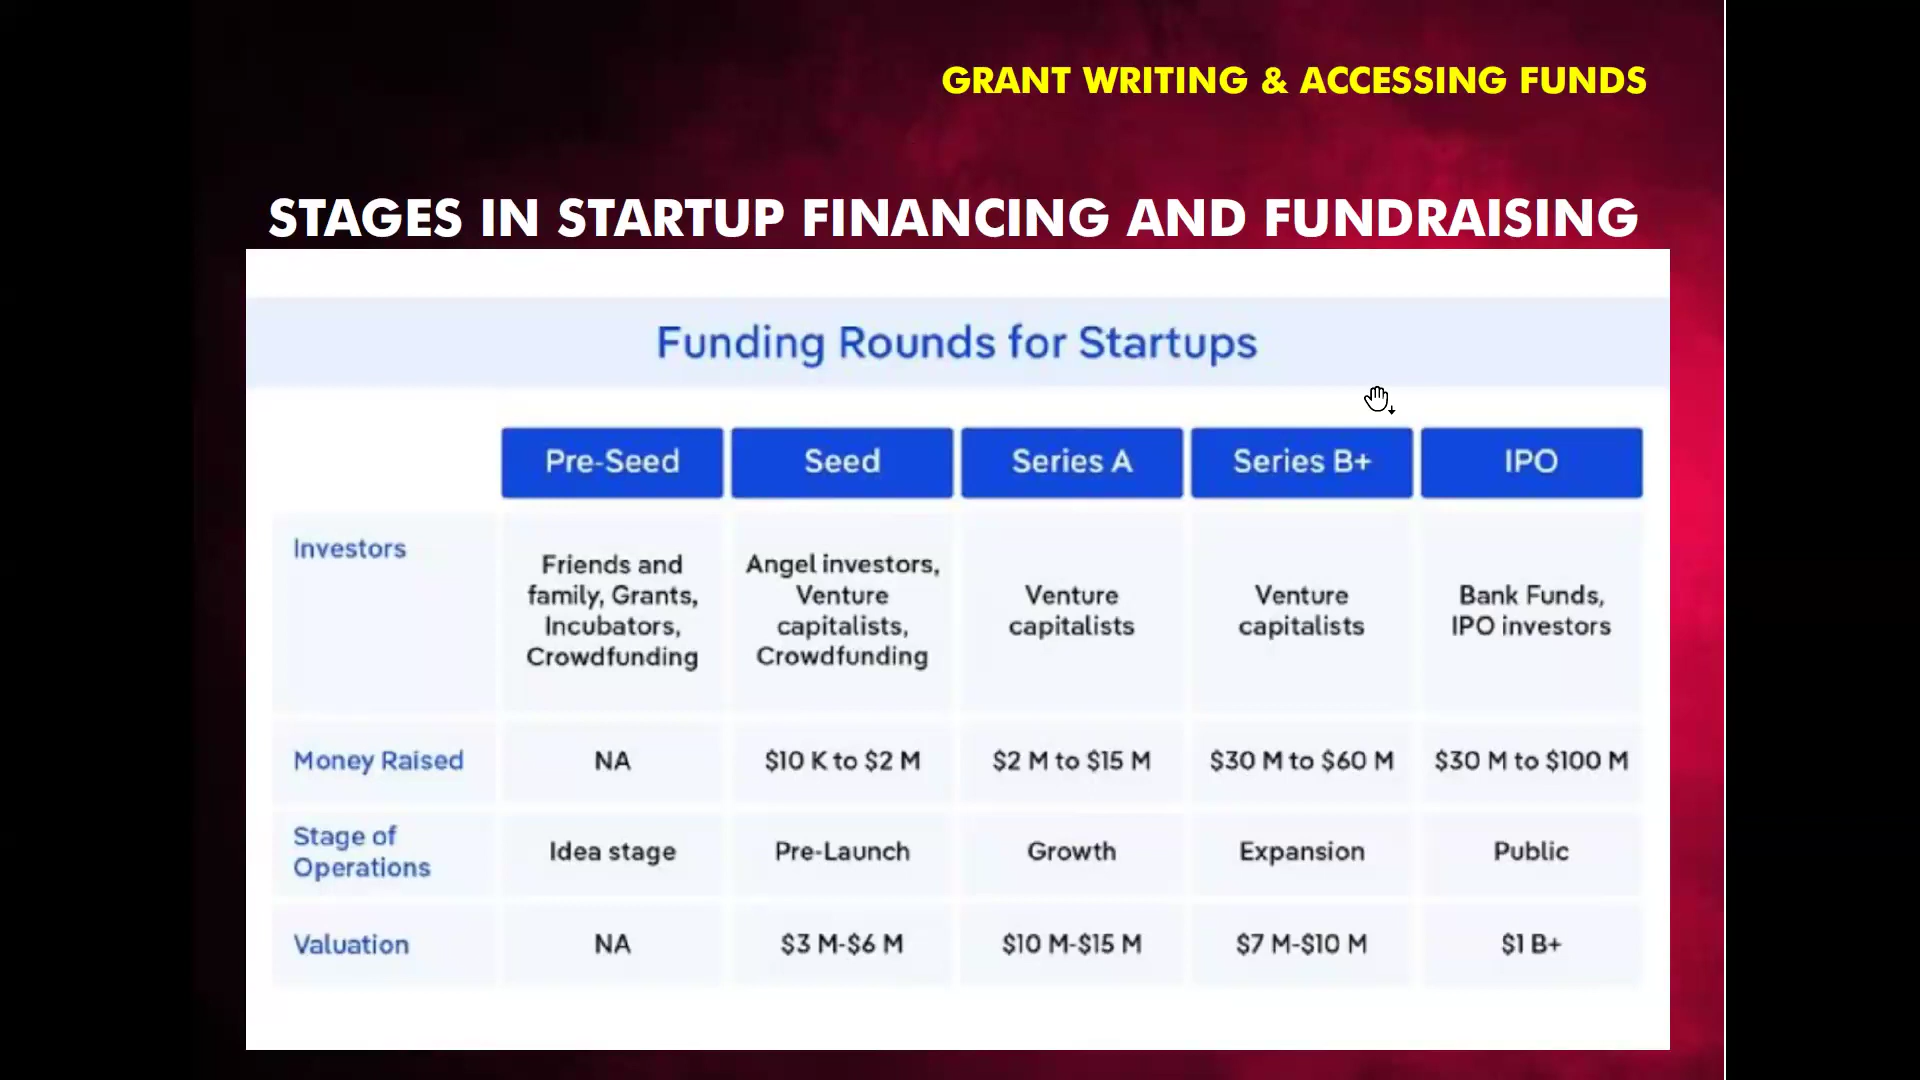 GRANT WRITING & ACCESSING FUNDS
STAGES IN STARTUP FINANCING AND FUNDRAISING
Funding Rounds for Startups
Pre-Seed Seed Series A Series B+ IPO
Investors
Friends and
family, Grants,
Incubators,
Crowdfunding
Angel investors,
Venture
capitalists,
Crowdfunding
Venture
capitalists
Venture
capitalists
Bank Funds,
IPO investors
Money Raised NA $10 K to $2 M $2 M to $15 M $30 M to $60 M $30 M to $100 M
Stage of
Operations
Idea stage Pre-Launch Growth Expansion Public
Valuation NA $3 M-$6 M $10 M-$15 M $7 M-$10 M $1 B+